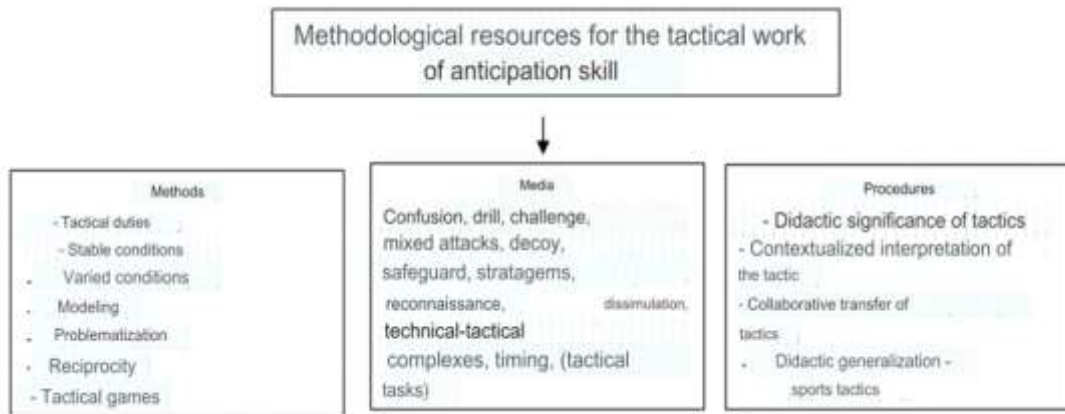 Methodological resources for the tactical work
of anticipation skill
Methods
- Tactical duties
- Stable conditions
. Varied conditions
. Modeling
. Problematization
- Reciprocity
- Tactical games
Media
Confusion, drill, challenge,
mixed attacks, decoy,
safeguard, stratagems,
reconnaissance, dissimulation,
technical-tactical
complexes, timing, (tactical
tasks)
Procedures
- Didactic significance of tactics
- Contextualized interpretation of
the tactic
- Collaborative transfer of
tactics
. Didactic generalization -
sports tactics